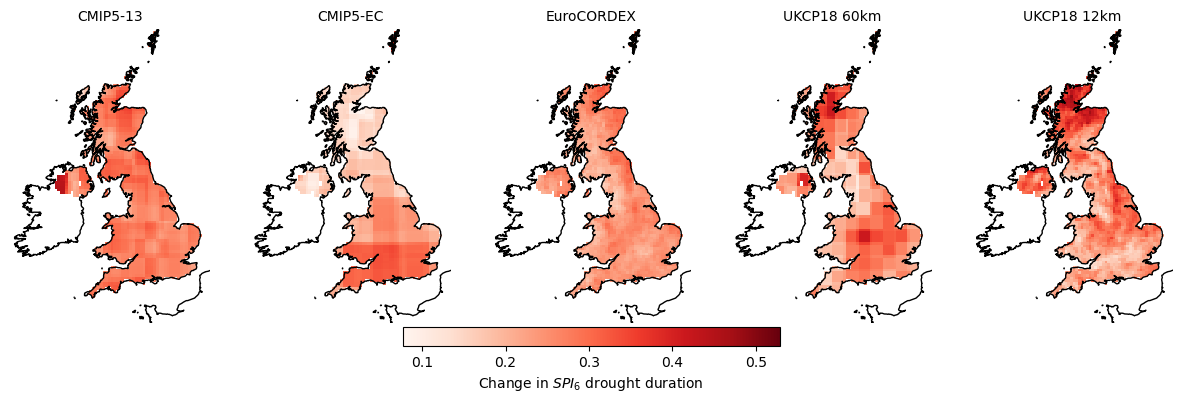 CMIP5-13 CMIP5-EC EuroCORDEX UKCP18 60km UKCP18 12km
0.1 0.2 0.3 0.4 0.5
Change in SPI6 drought duration